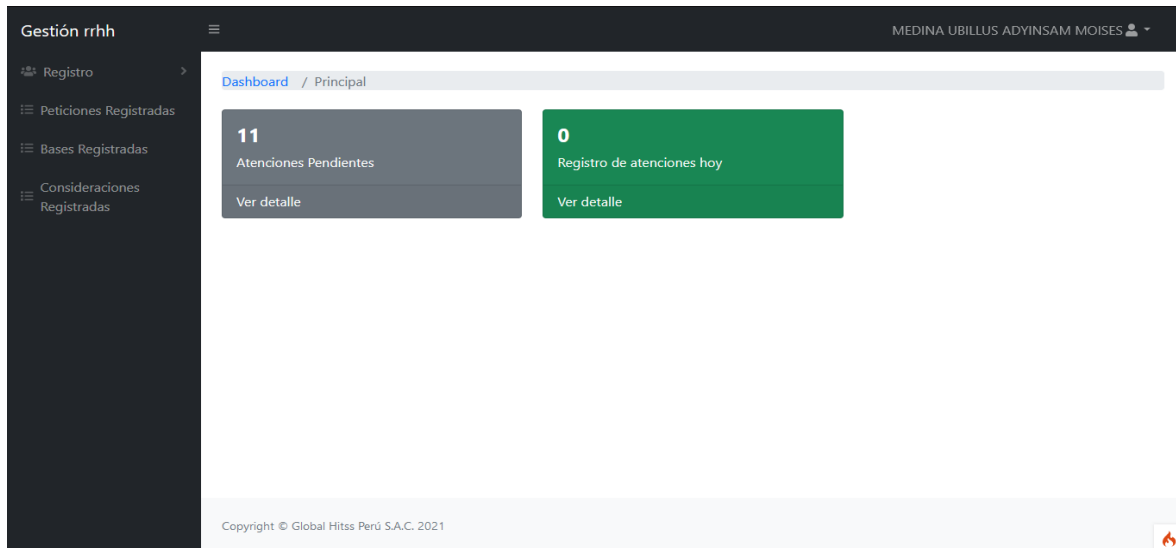 Gestión rrhh
MEDINA UBILLUS ADYINSAM MOISES
Registro
Peticiones Registradas
Bases Registradas
Consideraciones
Registradas
Dashboard / Principal
11
Atenciones Pendientes
Ver detalle
0
Registro de atenciones hoy
Ver detalle
Copyright © Global Hitss Perú S.A.C. 2021